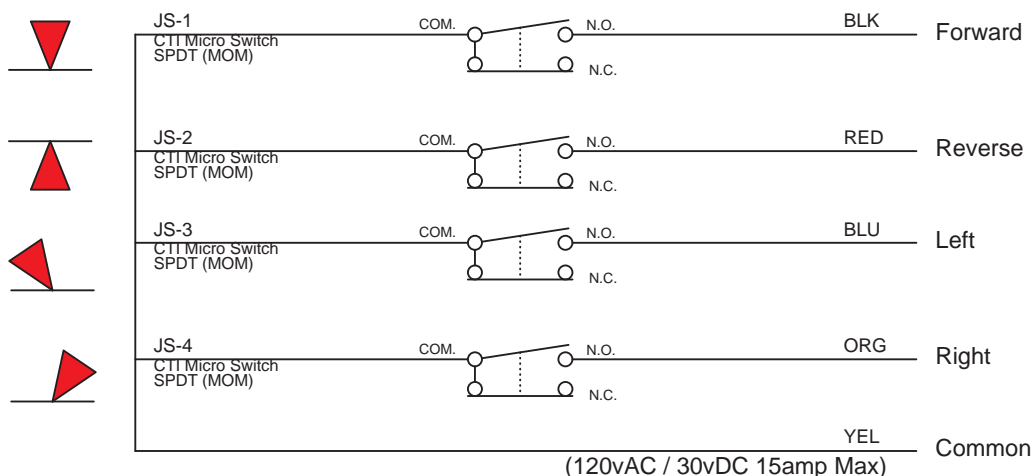 JS-1 COM. N.O. BLK Forward
CTI Micro Switch
SPDT (MOM)
N.C.
JS-2 COM. N.O. RED Reverse
CTI Micro Switch
SPDT (MOM)
N.C.
JS-3 COM. N.O. BLU Left
CTI Micro Switch
SPDT (MOM)
N.C.
JS-4 COM. N.O. ORG Right
CTI Micro Switch
SPDT (MOM)
N.C.
YEL Common
(120vAC / 30vDC 15amp Max)